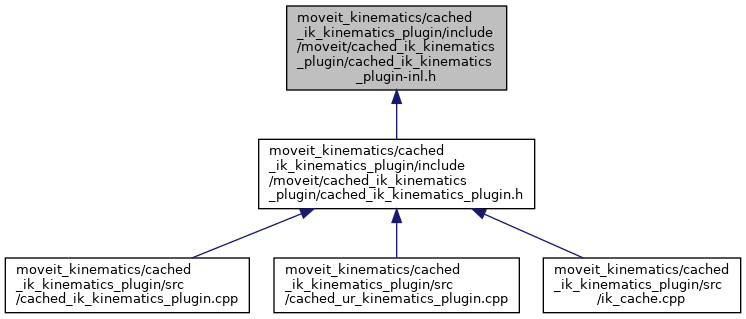 moveit_kinematics/cached
_ik_kinematics_plugin/include
/moveit/cached_ik_kinematics
_plugin/cached_ik_kinematics
_plugin-inl.h
moveit_kinematics/cached
_ik_kinematics_plugin/include
/moveit/cached_ik_kinematics
_plugin/cached_ik_kinematics_plugin.h
moveit_kinematics/cached
_ik_kinematics_plugin/src
/cached_ik_kinematics_plugin.cpp
moveit_kinematics/cached
_ik_kinematics_plugin/src
/cached_ur_kinematics_plugin.cpp
moveit_kinematics/cached
_ik_kinematics_plugin/src
/ik_cache.cpp